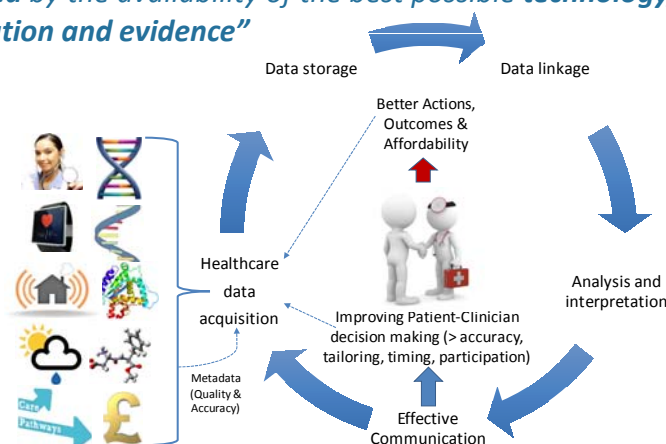 by the availability of the best possible technology
and evidence”
Data storage
Data linkage
Better Actions,
Outcomes &
Affordability
Healthcare
data
acquisition
Analysis and
interpretation
Improving Patient-Clinician
decision making (> accuracy,
tailoring, timing, participation)
Metadata
(Quality &
Accuracy)
Care
Pathways
£
Effective
Communication